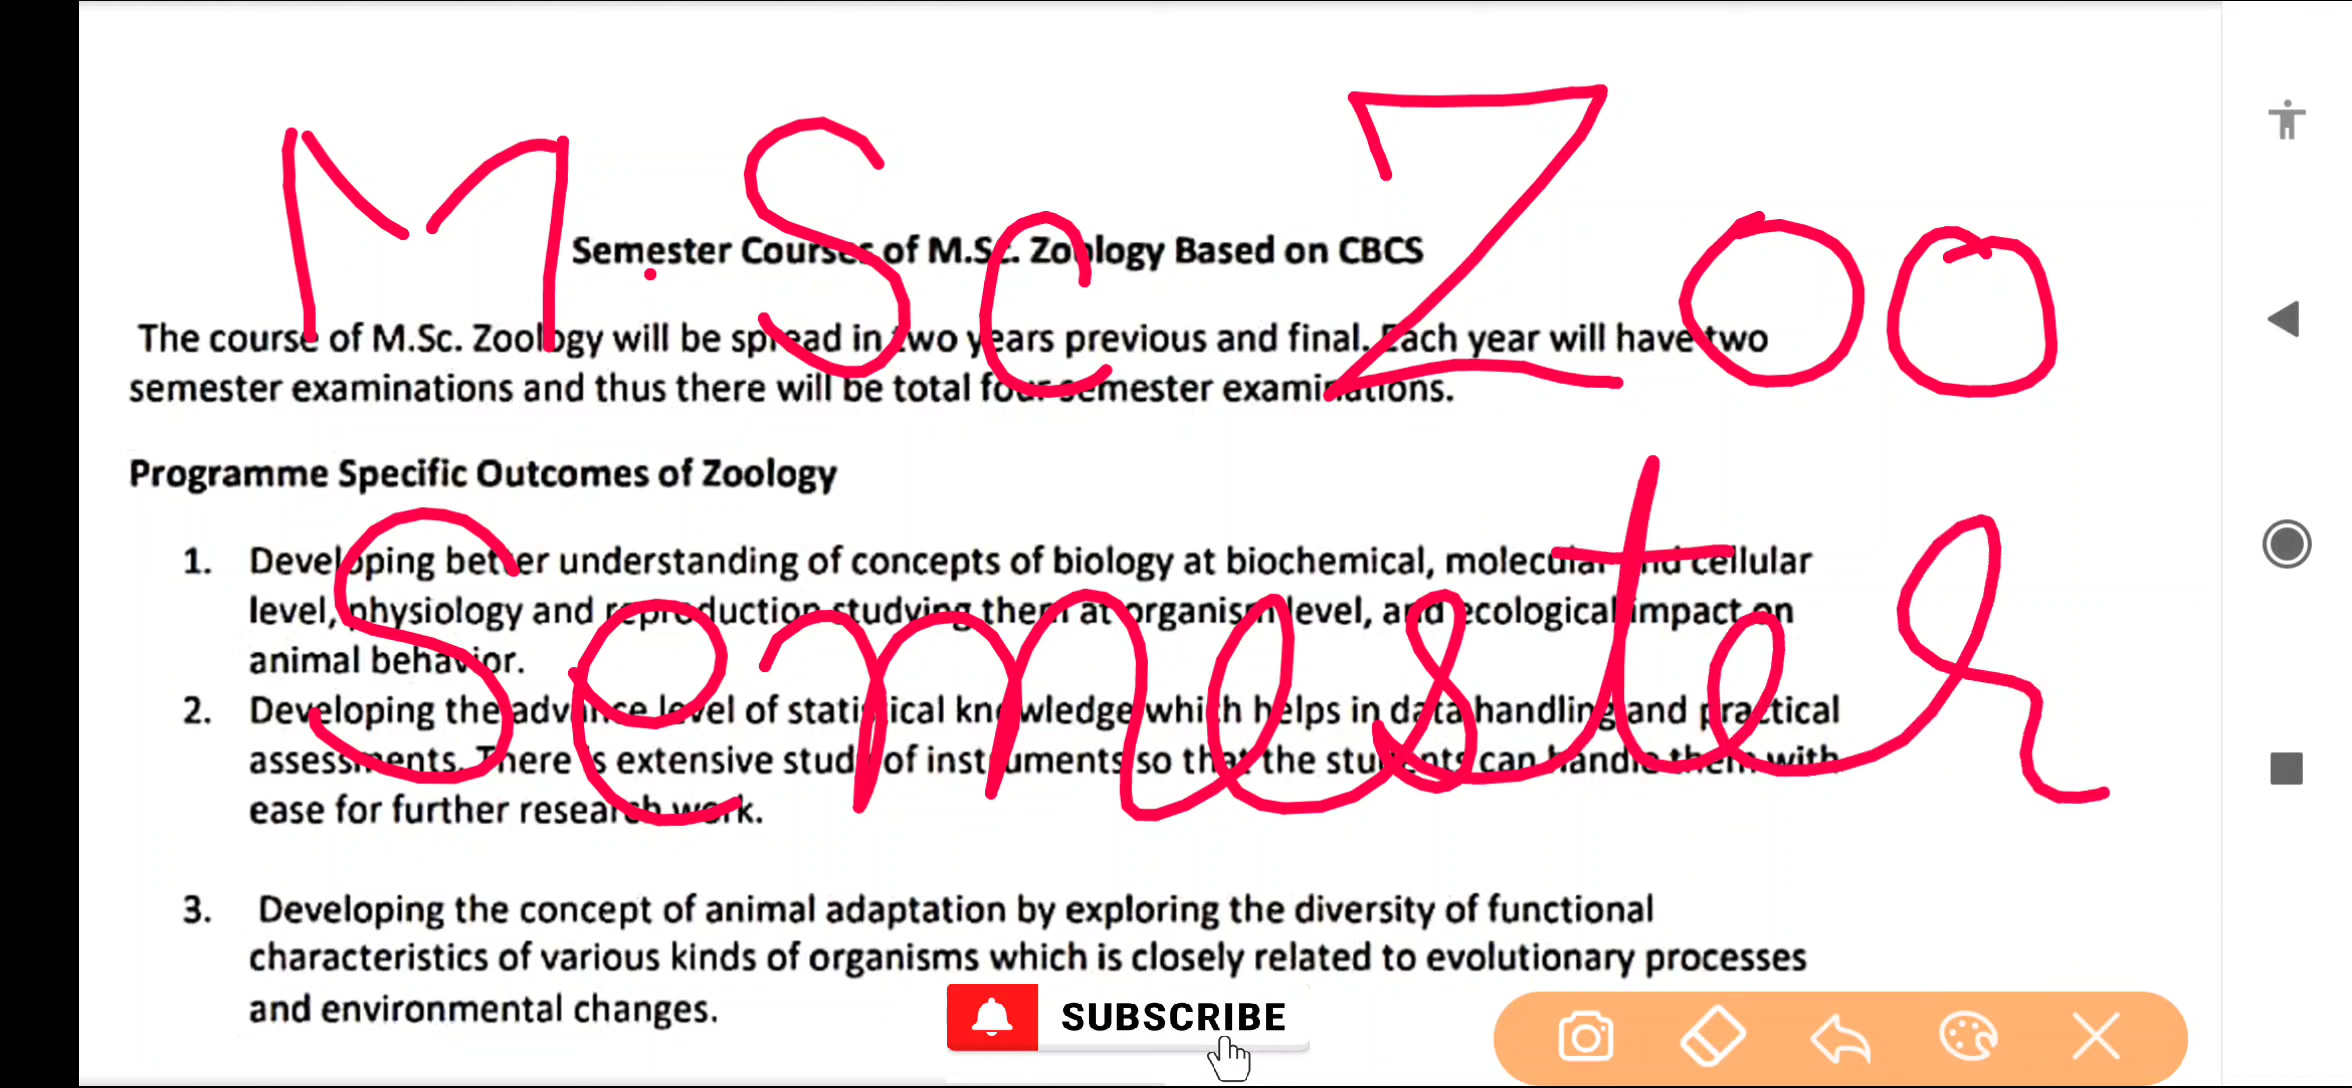 M.Sc Zoo
Semester Courses of M.Sc. Zoology Based on CBCS
The course of M.Sc. Zoology will be spread in two years previous and final. Each year will have two
semester examinations and thus there will be total four semester examinations.
Programme Specific Outcomes of Zoology
Semester
1. Developing better understanding of concepts of biology at biochemical, molecular and cellular
level, physiology and reproduction studying them at organism level, and ecological impact on
animal behavior.
2. Developing the advance level of statistical knowledge which helps in data handling and practical
assessments. There is extensive study of instruments so that the students can handle them with
ease for further research work.
3. Developing the concept of animal adaptation by exploring the diversity of functional
characteristics of various kinds of organisms which is closely related to evolutionary processes
and environmental changes.
SUBSCRIBE